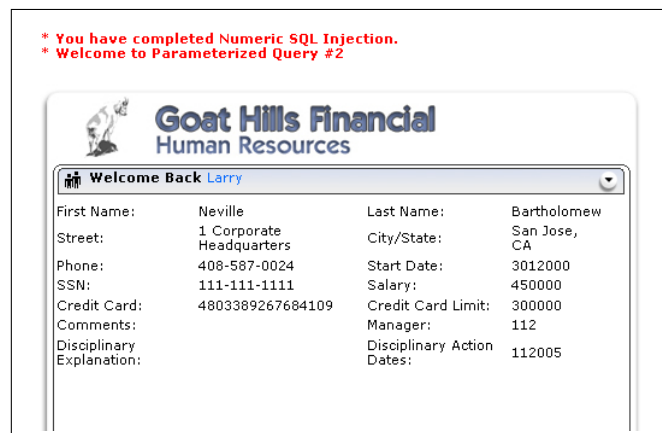 * You have completed Numeric SQL Injection.
* Welcome to Parameterized Query #2
Goat Hills Financial
Human Resources
Welcome Back Larry
First Name: Neville Last Name: Bartholomew
Street: 1 Corporate Headquarters City/State: San Jose, CA
Phone: 408-587-0024 Start Date: 3012000
SSN: 111-111-1111 Salary: 450000
Credit Card: 4803389267684109 Credit Card Limit: 300000
Comments: Manager: 112
Disciplinary Explanation: Disciplinary Action Dates: 112005